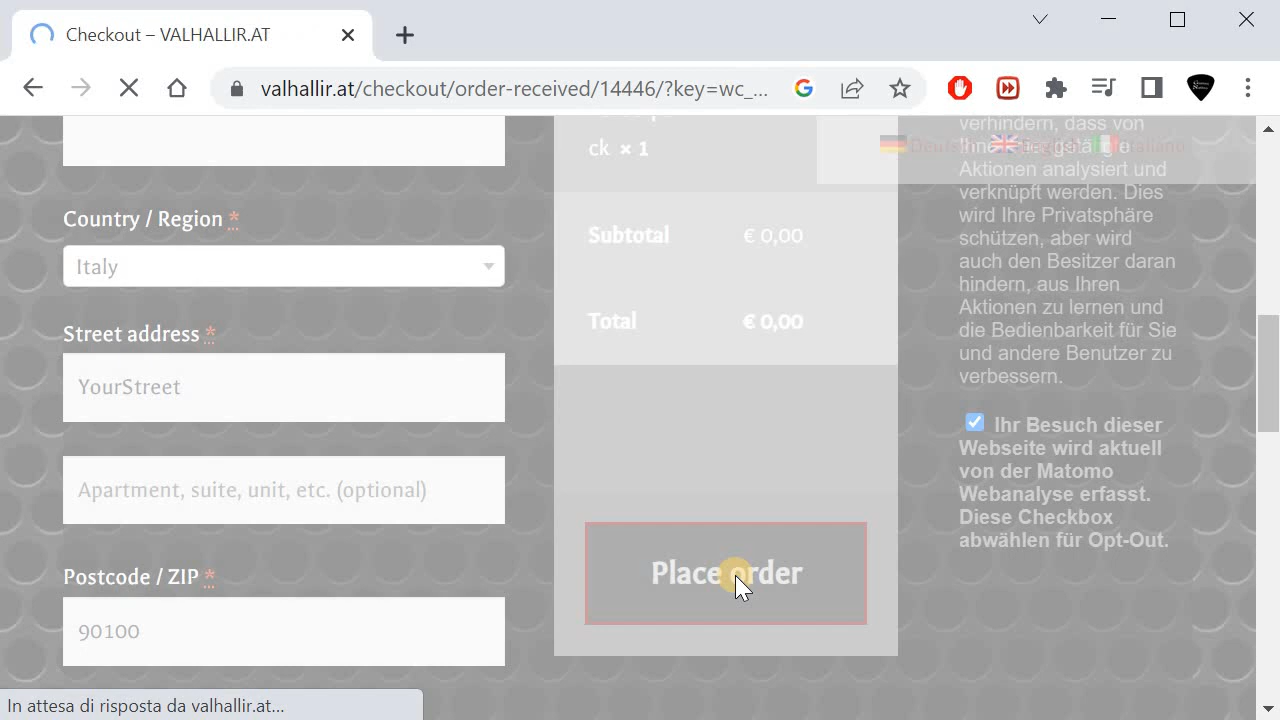 Checkout – VALHALLIR.AT
valhallir.at/checkout/order-received/14446/?key=wc_...
ck × 1
Country / Region *
Italy
Street address *
YourStreet
Apartment, suite, unit, etc. (optional)
Postcode / ZIP *
90100
Subtotal € 0,00
Total € 0,00
Place order
Deutsch English Italiano
verhindern, dass von
Aktionen analysiert und
verknüpft werden. Dies
wird Ihre Privatsphäre
schützen, aber wird
auch den Besitzer daran
hindern, aus Ihren
Aktionen zu lernen und
die Bedienbarkeit für Sie
und andere Benutzer zu
verbessern.
Ihr Besuch dieser
Webseite wird aktuell
von der Matomo
Webanalyse erfasst.
Diese Checkbox
abwählen für Opt-Out.
In attesa di risposta da valhallir.at...